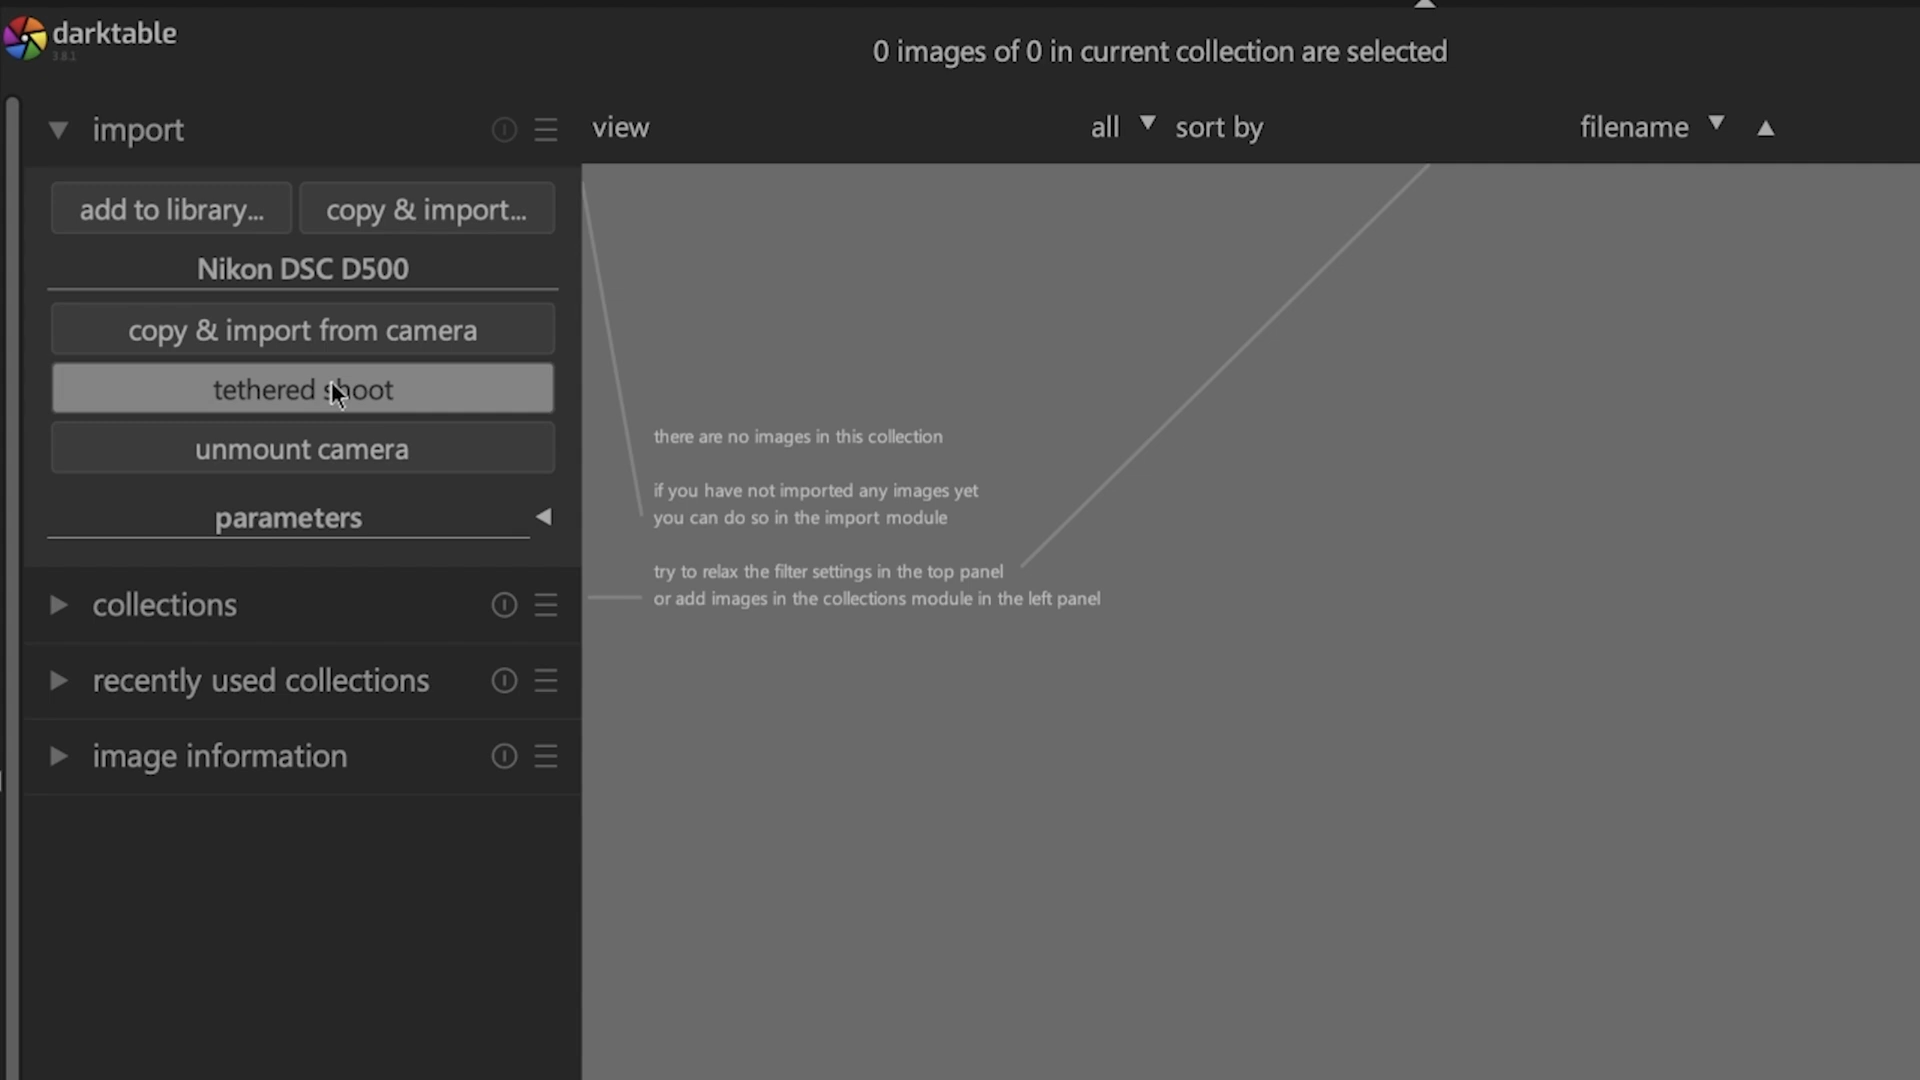 darktable
3.8.1
0 images of 0 in current collection are selected
import
view
all
sort by
filename
add to library...
copy & import...
Nikon DSC D500
copy & import from camera
tethered shoot
unmount camera
parameters
collections
recently used collections
image information
there are no images in this collection
if you have not imported any images yet
you can do so in the import module
try to relax the filter settings in the top panel
or add images in the collections module in the left panel